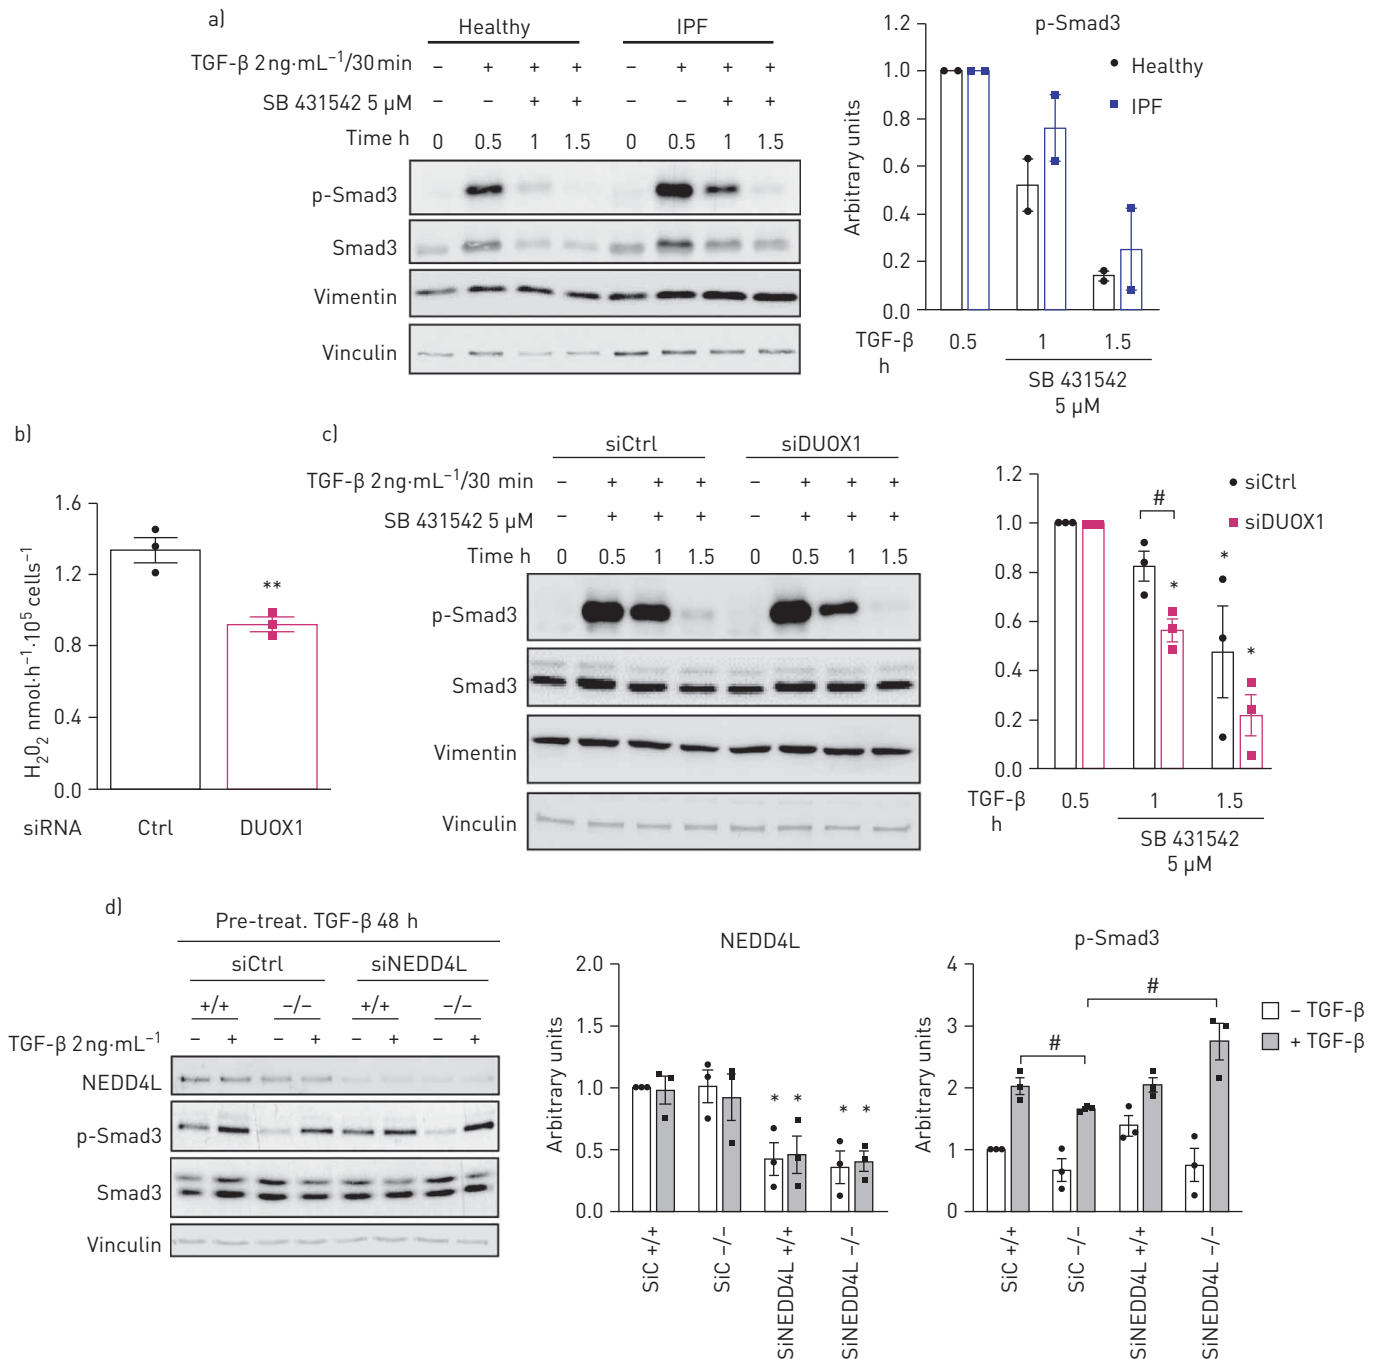 a)
Healthy IPF
TGF-β 2ng·mL⁻¹/30min − + + + − + + +
SB 431542 5 µM − − + + − − + +
Time h 0 0.5 1 1.5 0 0.5 1 1.5
p-Smad3
Smad3
Vimentin
Vinculin
p-Smad3
Healthy
IPF
Arbitrary units
1.2
1.0
0.8
0.6
0.4
0.2
0.0
TGF-β h 0.5 1 1.5
SB 431542
5 µM
b)
H₂O₂ nmol·h⁻¹·10⁵ cells⁻¹
1.6
1.2
0.8
0.4
0.0
**
siRNA Ctrl DUOX1
c)
siCtrl siDUOX1
TGF-β 2ng·mL⁻¹/30 min − + + + − + + +
SB 431542 5 µM − + + + − + + +
Time h 0 0.5 1 1.5 0 0.5 1 1.5
p-Smad3
Smad3
Vimentin
Vinculin
siCtrl
siDUOX1
1.2
1.0
0.8
0.6
0.4
0.2
0.0
#
*
*
*
TGF-β h 0.5 1 1.5
SB 431542
5 µM
d)
Pre-treat. TGF-β 48 h
siCtrl siNEDD4L
+/+ −/− +/+ −/−
TGF-β 2ng·mL⁻¹ − + − + − + − +
NEDD4L
p-Smad3
Smad3
Vinculin
NEDD4L
Arbitrary units
2.0
1.5
1.0
0.5
0.0
* * * *
SiC +/+
SiC −/−
SiNEDD4L +/+
SiNEDD4L −/−
p-Smad3
Arbitrary units
4
3
2
1
0
#
#
− TGF-β
+ TGF-β
SiC +/+
SiC −/−
SiNEDD4L +/+
SiNEDD4L −/−